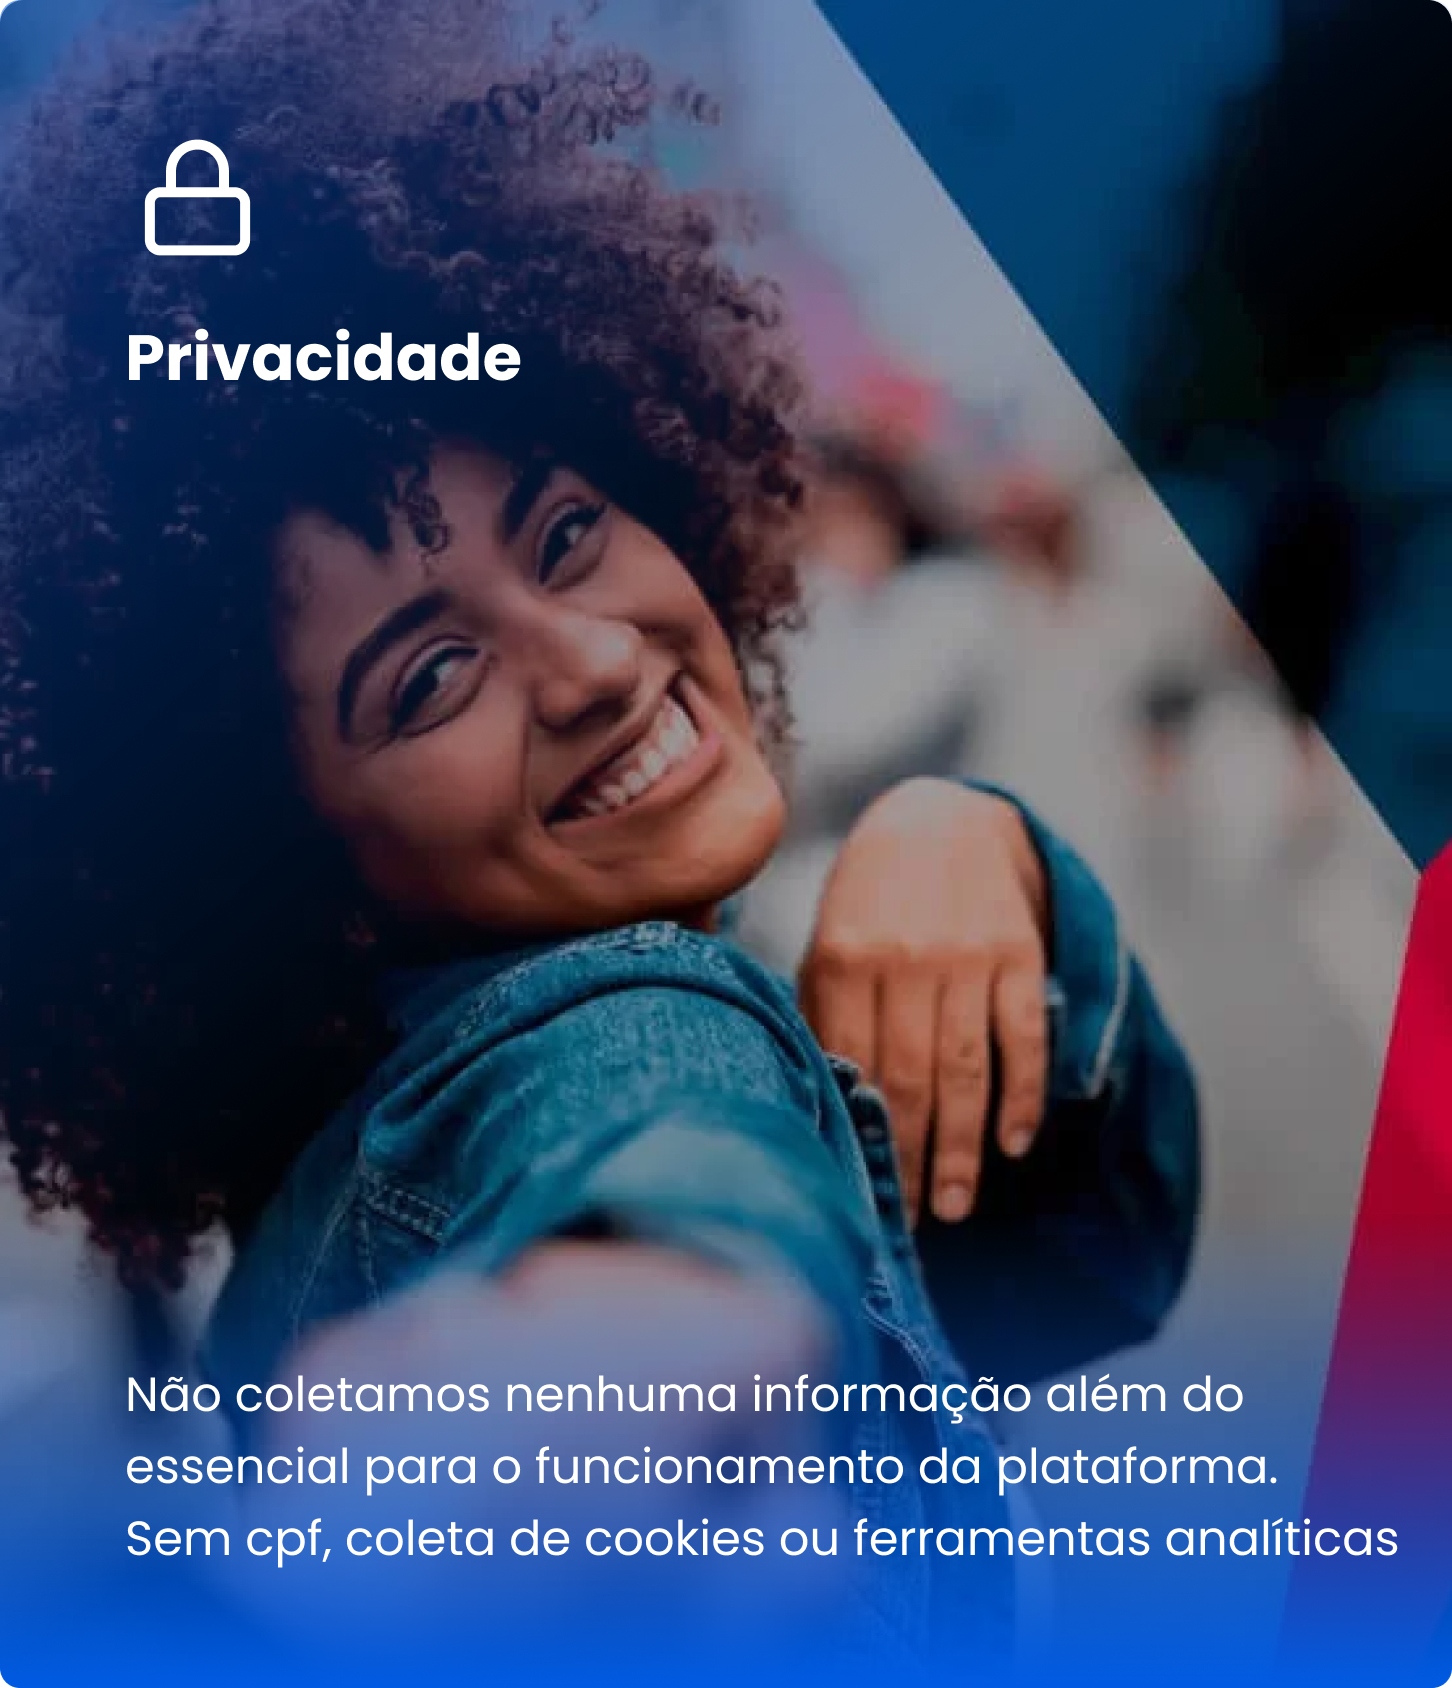 Privacidade
Não coletamos nenhuma informação além do
essencial para o funcionamento da plataforma.
Sem cpf, coleta de cookies ou ferramentas analíticas